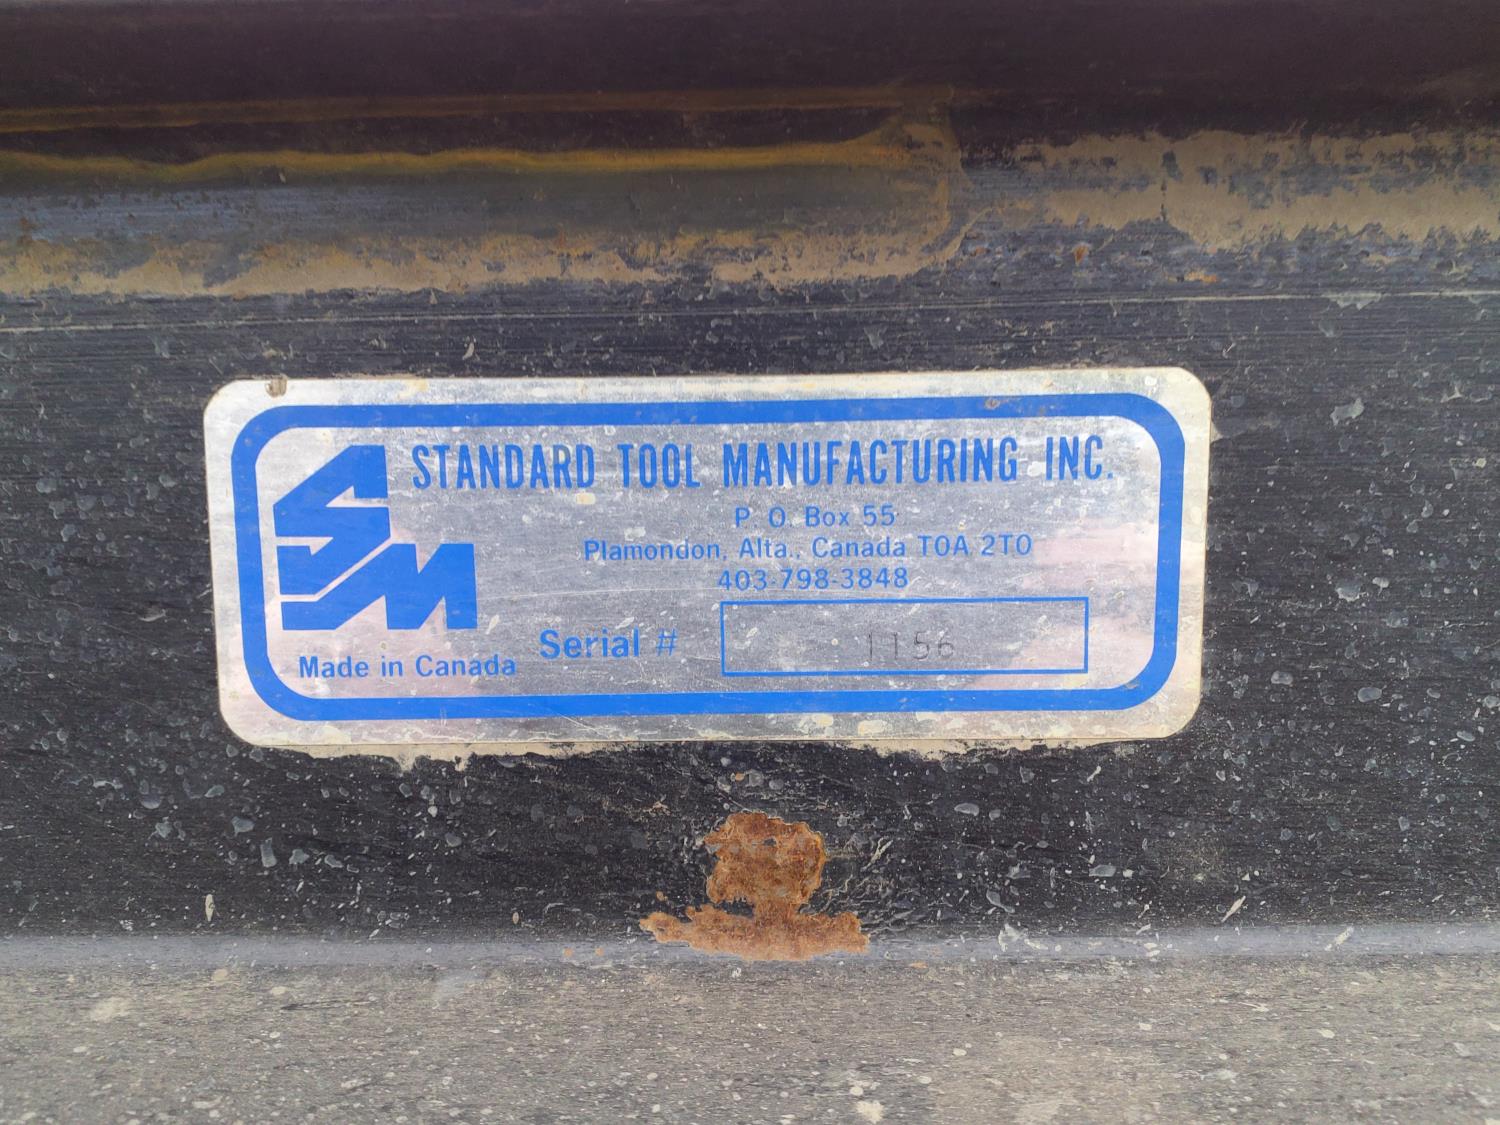 STANDARD TOOL MANUFACTURING INC.
P. O. Box 55
Plamondon, Alta., Canada T0A 2T0
403-798-3848
SM
Serial # 1156
Made in Canada